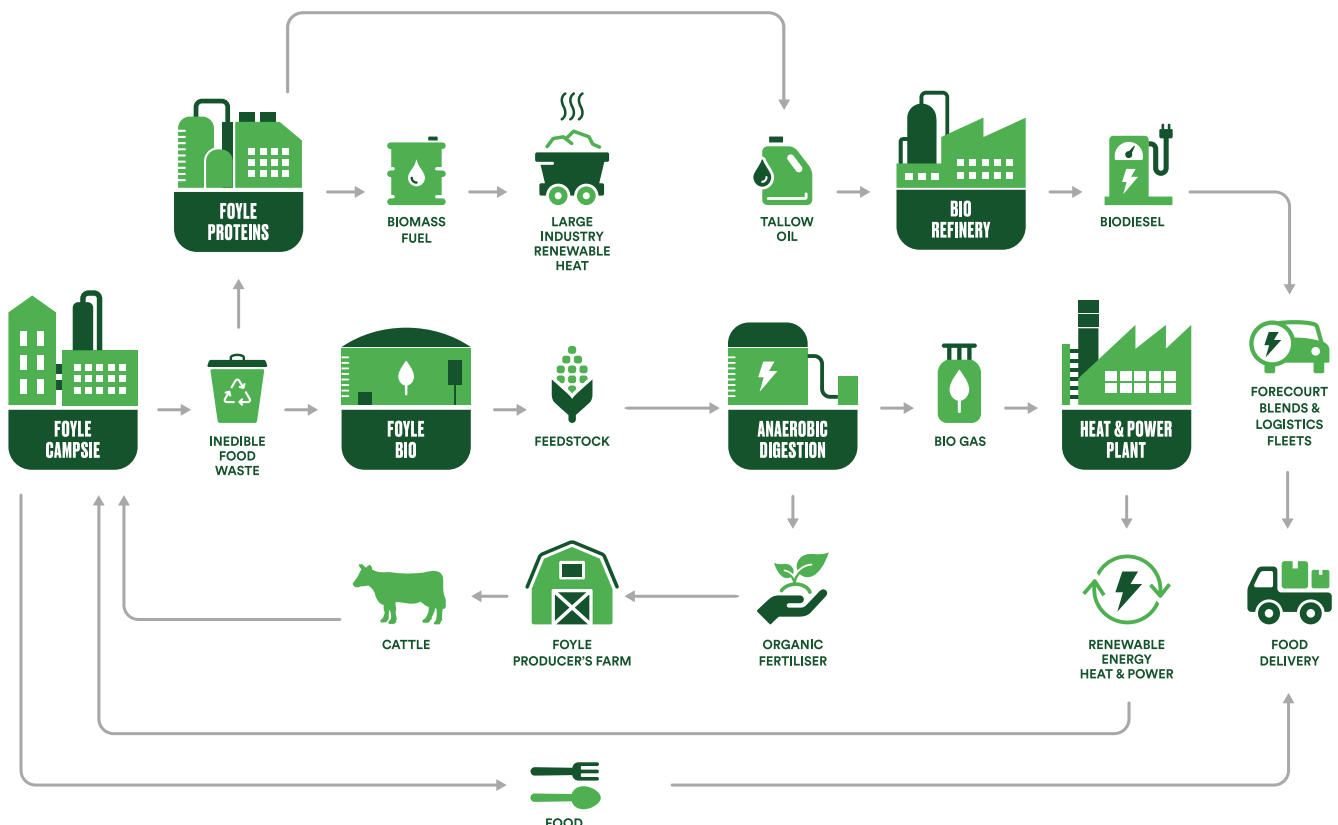 FOYLE
PROTEINS
BIOMASS
FUEL
LARGE
INDUSTRY
RENEWABLE
HEAT
TALLOW
OIL
BIO
REFINERY
BIODIESEL
FOYLE
CAMPSIE
INEDIBLE
FOOD
WASTE
FOYLE
BIO
FEEDSTOCK
ANAEROBIC
DIGESTION
BIO GAS
HEAT & POWER
PLANT
FORECOURT
BLENDS &
LOGISTICS
FLEETS
CATTLE
FOYLE
PRODUCER'S FARM
ORGANIC
FERTILISER
RENEWABLE
ENERGY
HEAT & POWER
FOOD
DELIVERY
FOOD